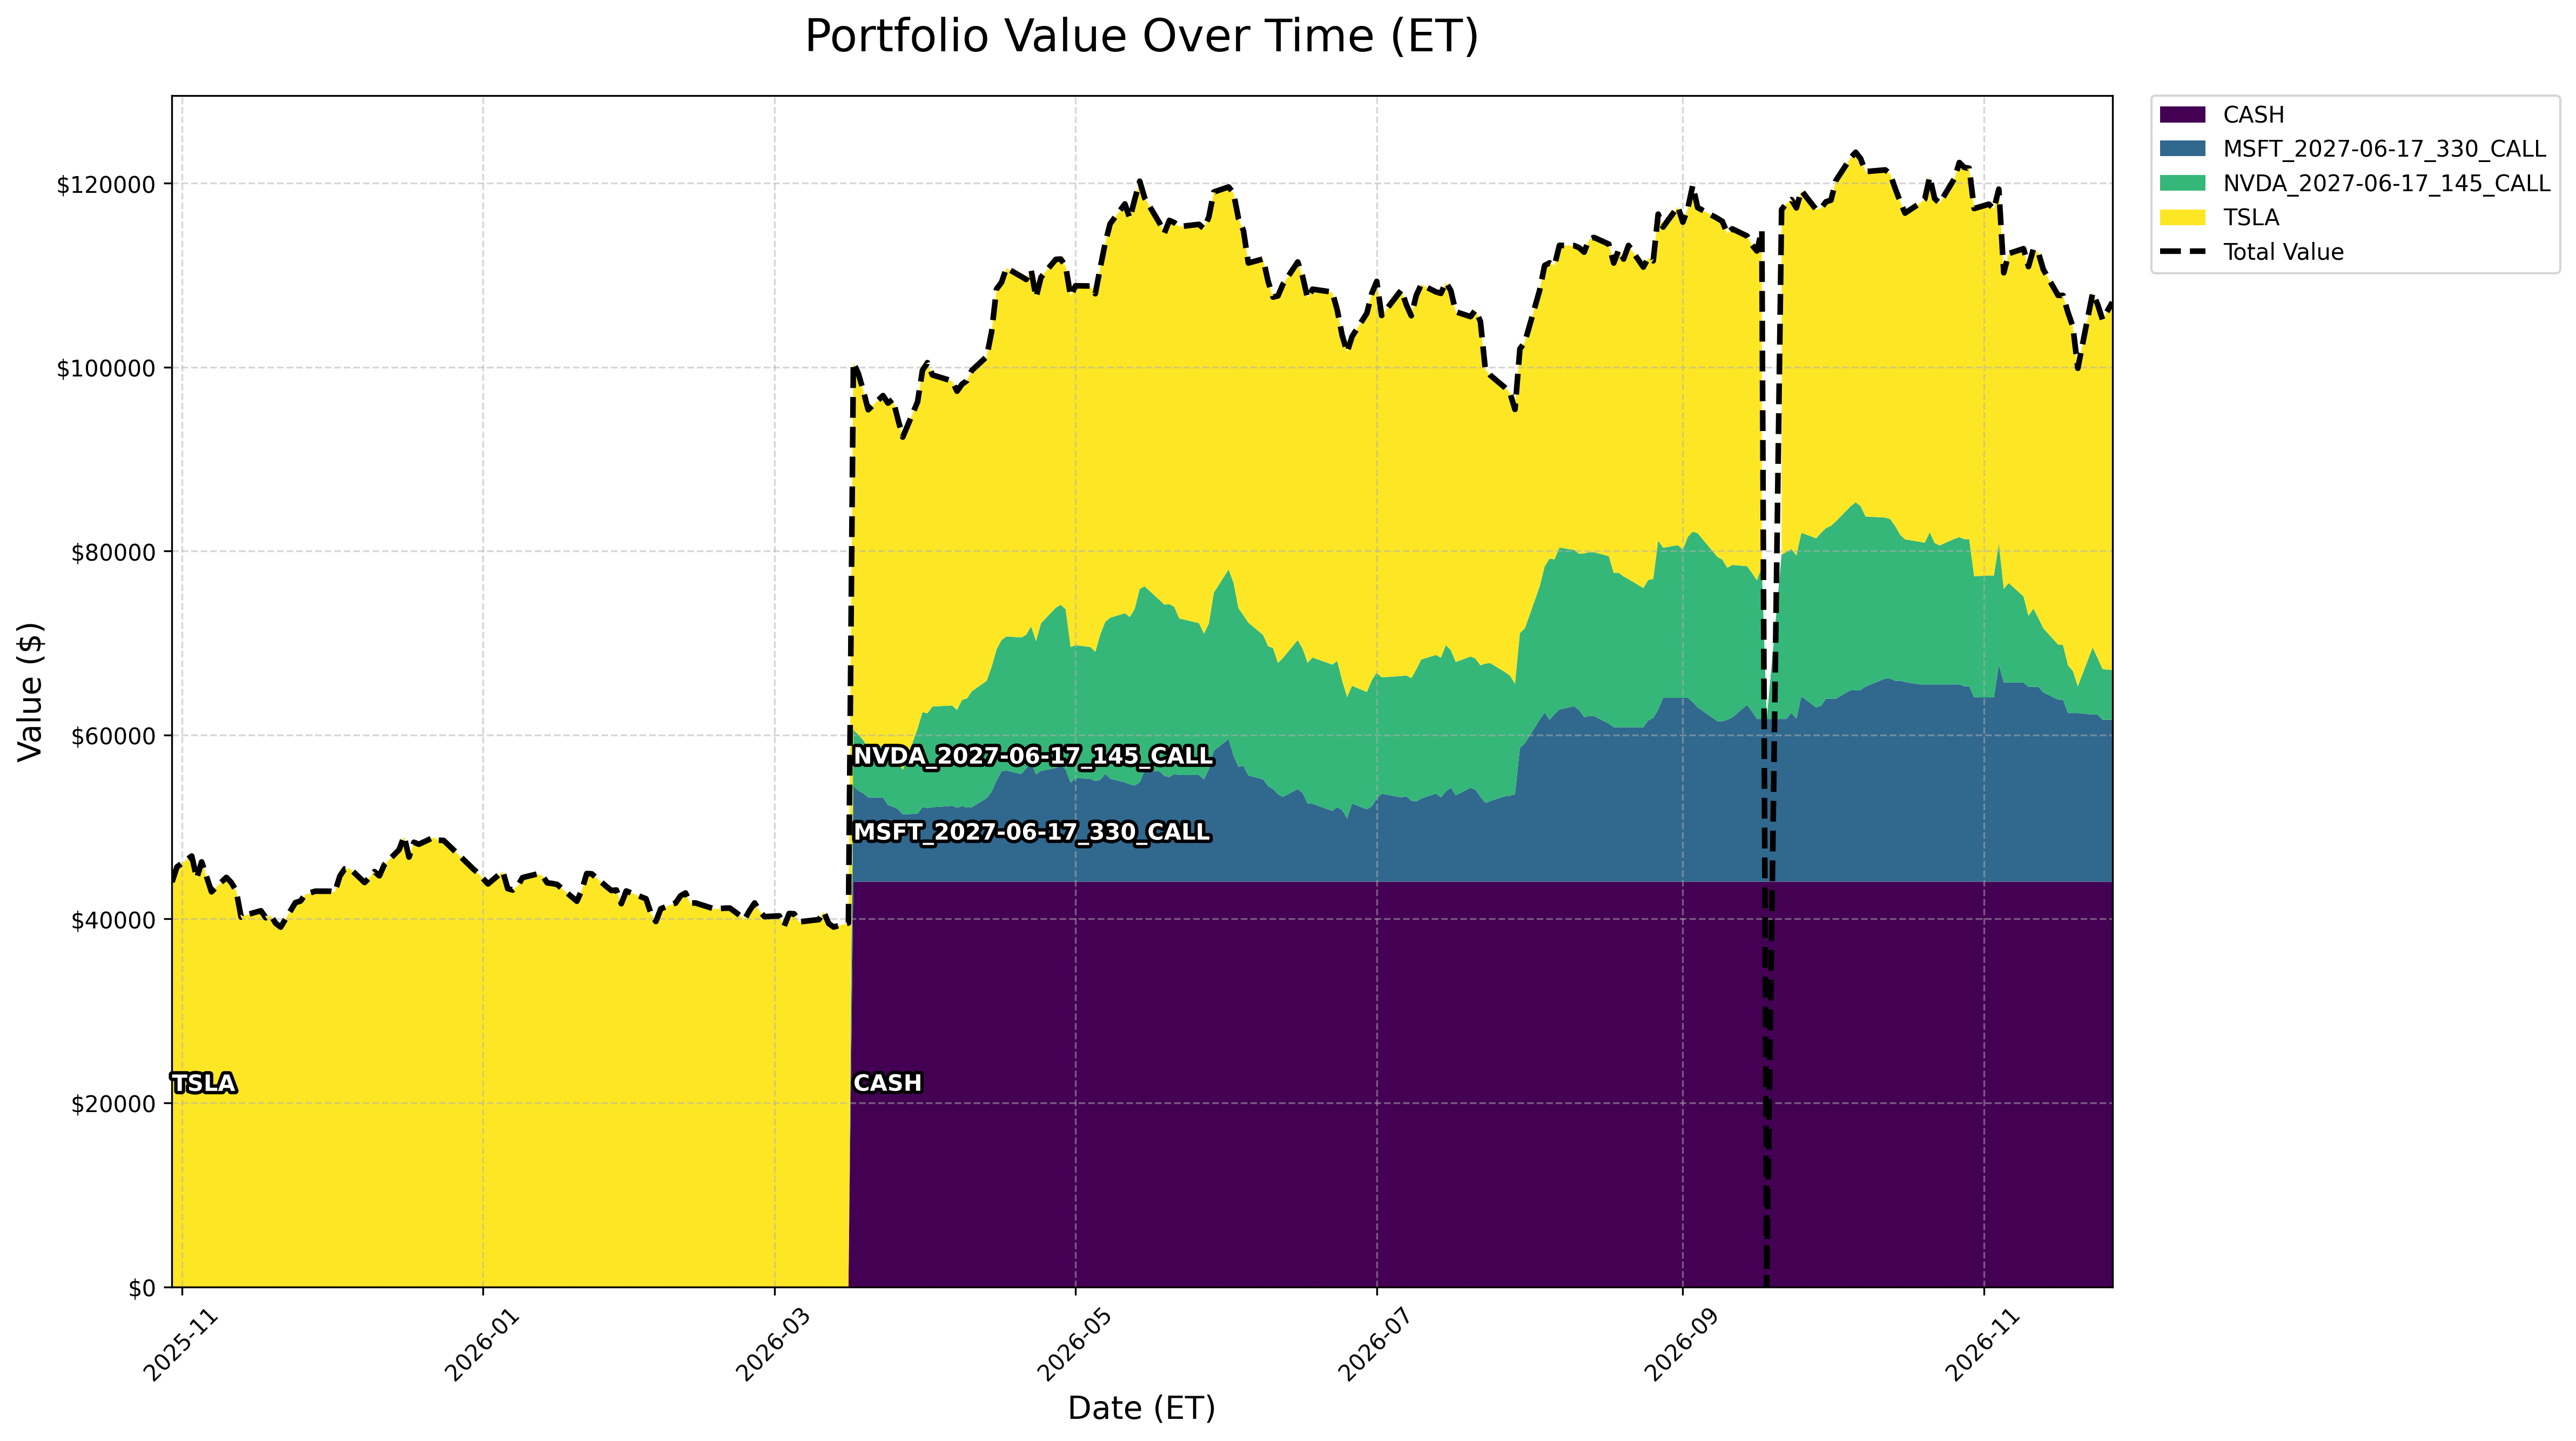 Portfolio Value Over Time (ET)
CASH
MSFT_2027-06-17_330_CALL
NVDA_2027-06-17_145_CALL
TSLA
Total Value
$120000
$100000
$80000
$60000
$40000
$20000
$0
Value ($)
NVDA_2027-06-17_145_CALL
MSFT_2027-06-17_330_CALL
TSLA
CASH
2025-11
2026-01
2026-03
2026-05
2026-07
2026-09
2026-11
Date (ET)